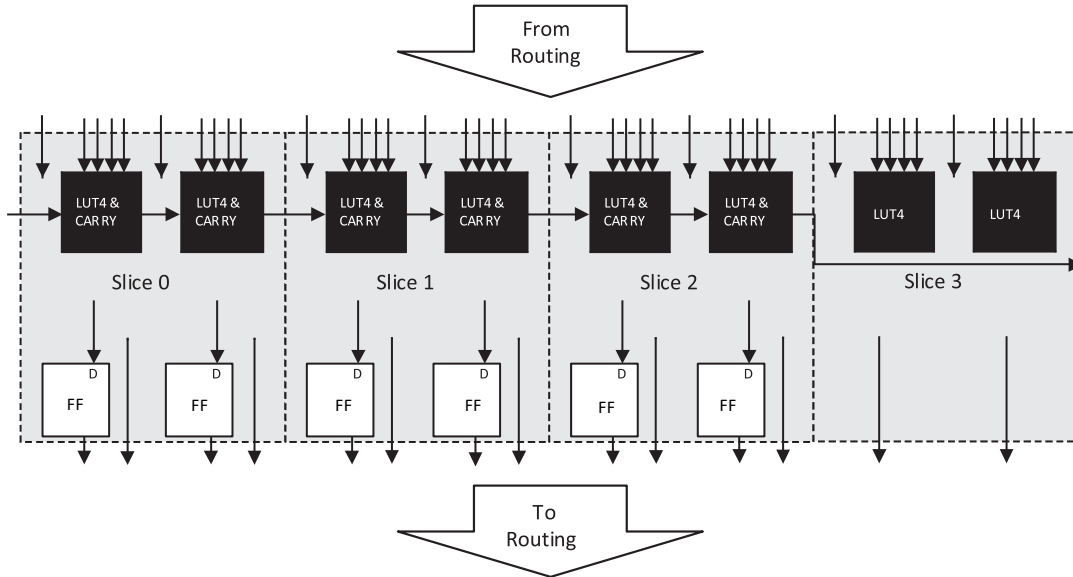 From
Routing
LUT4 &
CARRY
LUT4 &
CARRY
LUT4 &
CARRY
LUT4 &
CARRY
LUT4 &
CARRY
LUT4 &
CARRY
LUT4
LUT4
Slice 0
Slice 1
Slice 2
Slice 3
D
FF
D
FF
D
FF
D
FF
D
FF
D
FF
To
Routing